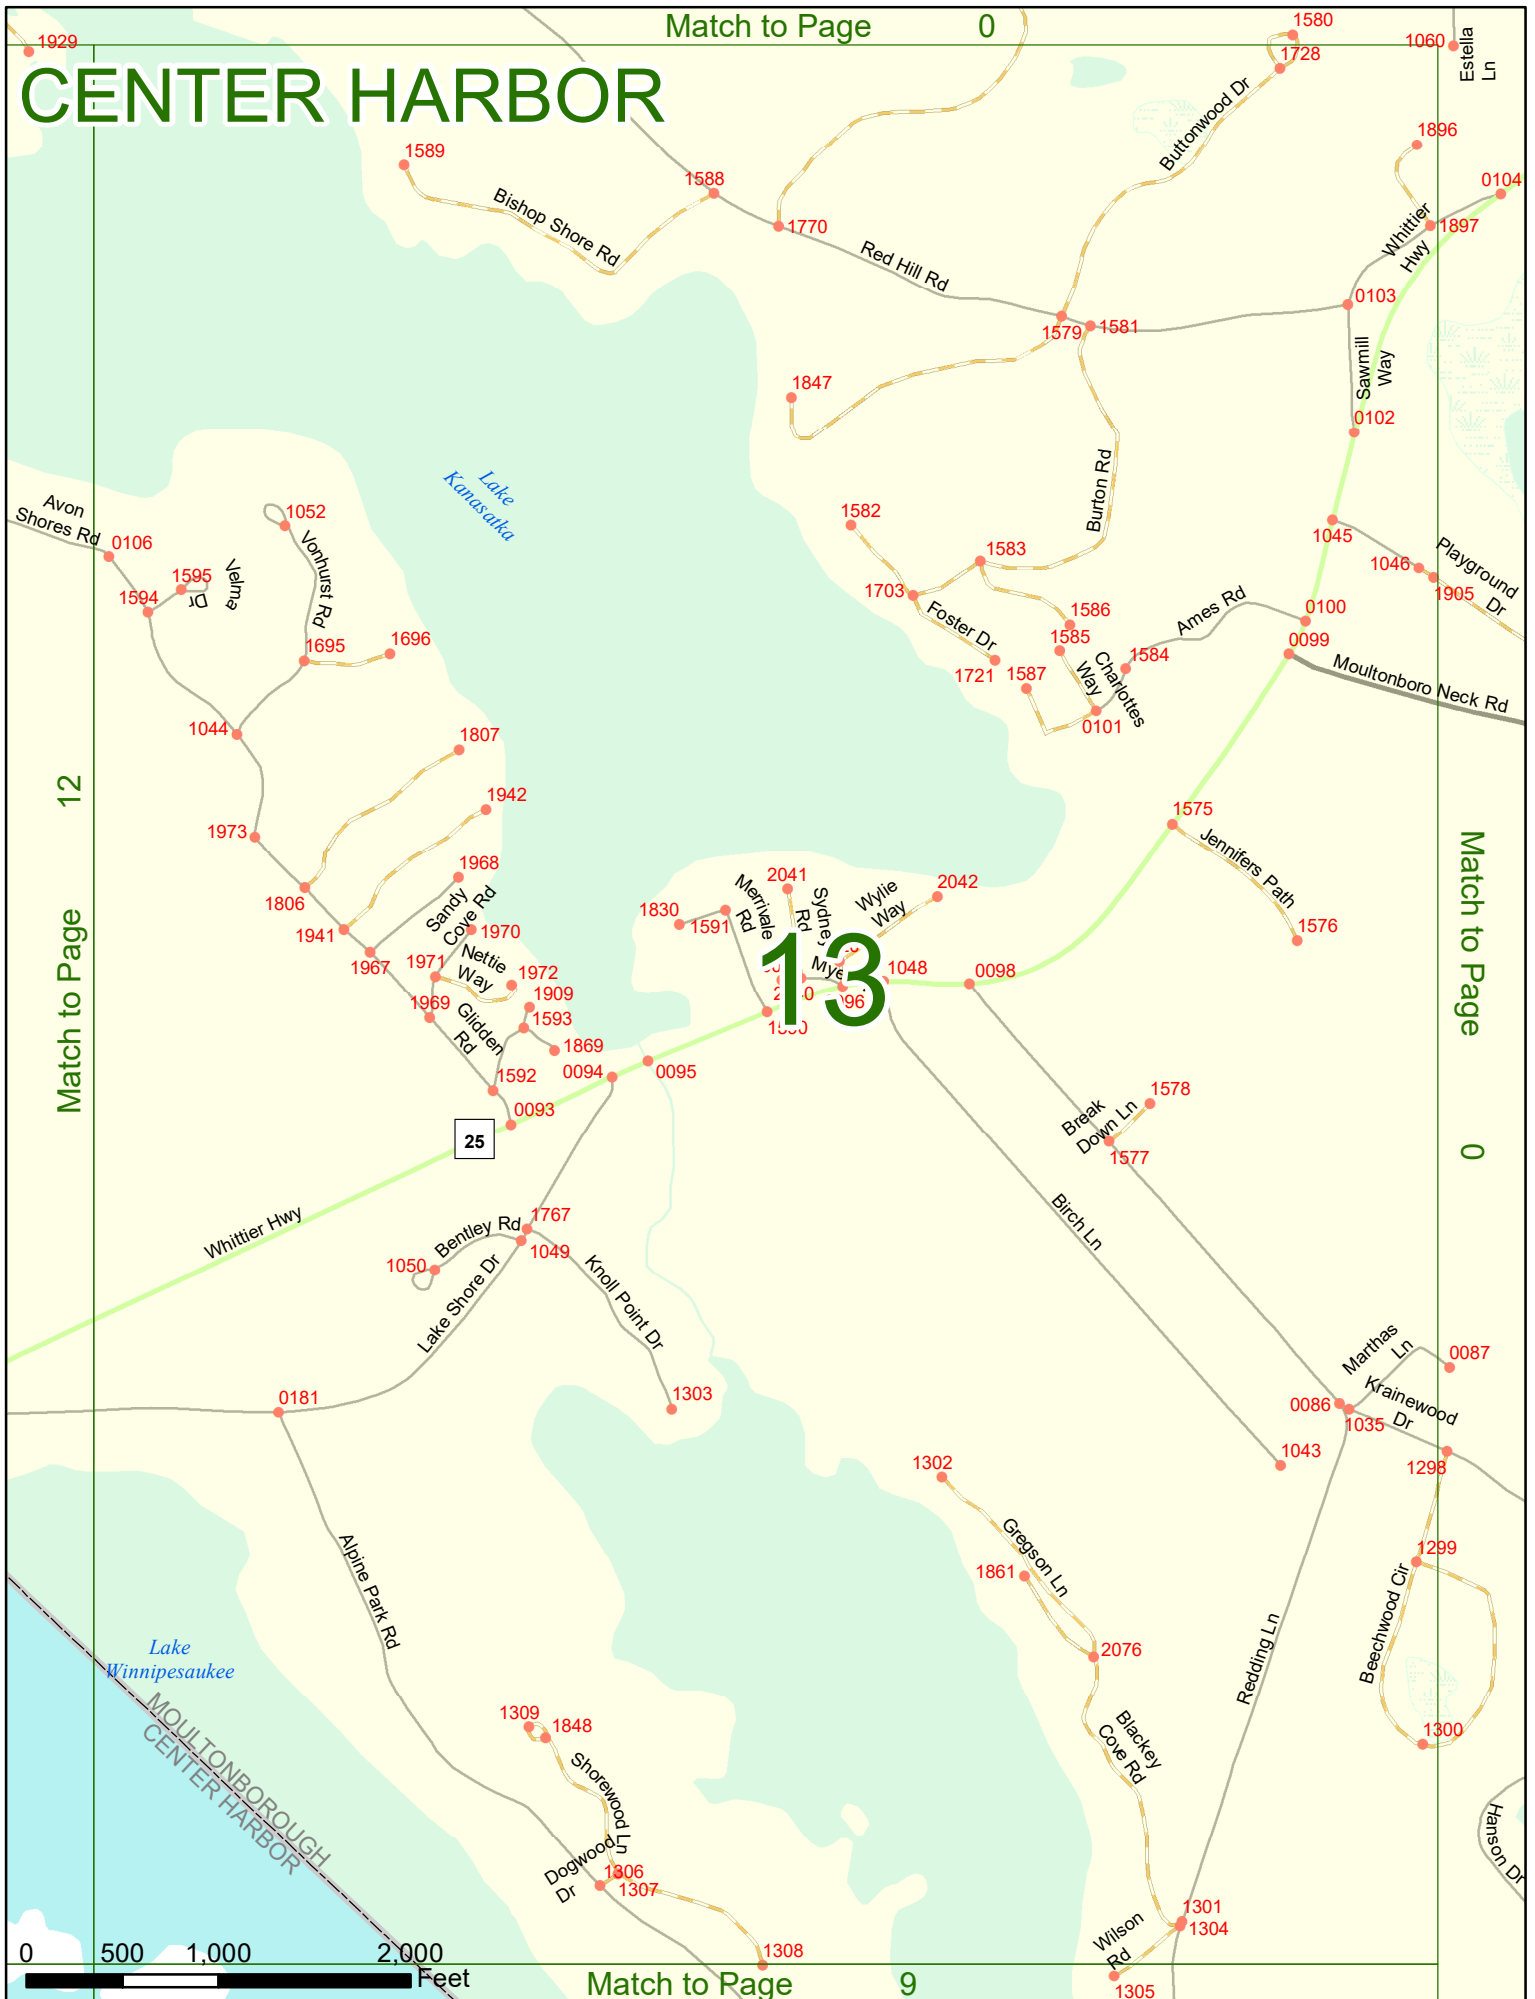 Match to Page 0
1929
CENTER HARBOR
1580
1728
1060
Estella
Ln
Buttonwood Dr
1589
1588
1896
0104
Bishop Shore Rd
1770
Red Hill Rd
Whittier
Hwy
1897
0103
1579
1581
Sawmill
Way
1847
0102
Lake
Kanasatka
Burton Rd
Avon
Shores Rd
1052
0106
Vonhurst Rd
1595
Velma
Dr
1594
1582
1583
1045
1046
Playground
Dr
1905
1703
Foster Dr
1586
1585
Ames Rd
0100
0099
1695
1696
1721
1587
Charlottes
Way
1584
Moultonboro Neck Rd
0101
1044
1807
Match to Page 12
1942
1973
1575
Jennifers Path
Match to Page 0
1806
1968
Sandy
Cove Rd
1941
1970
1967
1971
Nettie
Way
1972
1830
1591
Merrivale
Rd
2041
Sydne
Rd
Wylie
Way
2042
1576
13
Mye
1048
0098
1969
Glidden
Rd
1909
1593
1869
096
1592
0094
0095
0093
25
Break
Down Ln
1578
1577
Whittier Hwy
Bentley Rd
1767
1049
1050
Lake Shore Dr
Knoll Point Dr
Birch Ln
1303
0181
Marthas
Ln
0087
0086
1035
Krainewood
Dr
1043
1298
1302
Gregson Ln
1861
1299
Beechwood Cir
Alpine Park Rd
2076
Redding Ln
Lake
Winnipesaukee
MOULTONBOROUGH
CENTER HARBOR
1309
1848
Shorewood Ln
Blackey
Cove Rd
1300
Hanson Dr
Dogwood
Dr
1306
1307
1301
1304
Wilson
Rd
1305
1308
0 500 1,000 2,000
Feet
Match to Page 9